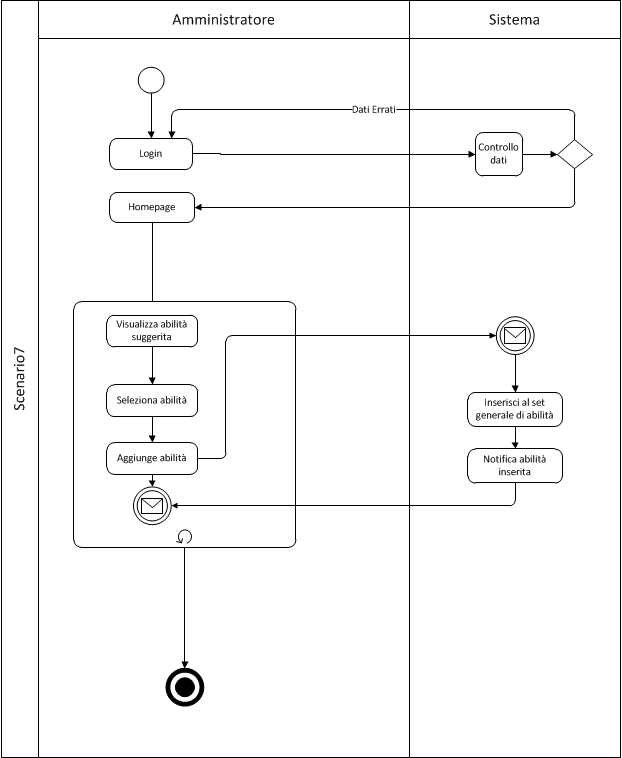 Amministratore
Sistema
Scenario7
Dati Errati
Login
Controllo
dati
Homepage
Visualizza abilità
suggerita
Seleziona abilità
Inserisci al set
generale di abilità
Aggiunge abilità
Notifica abilità
inserita